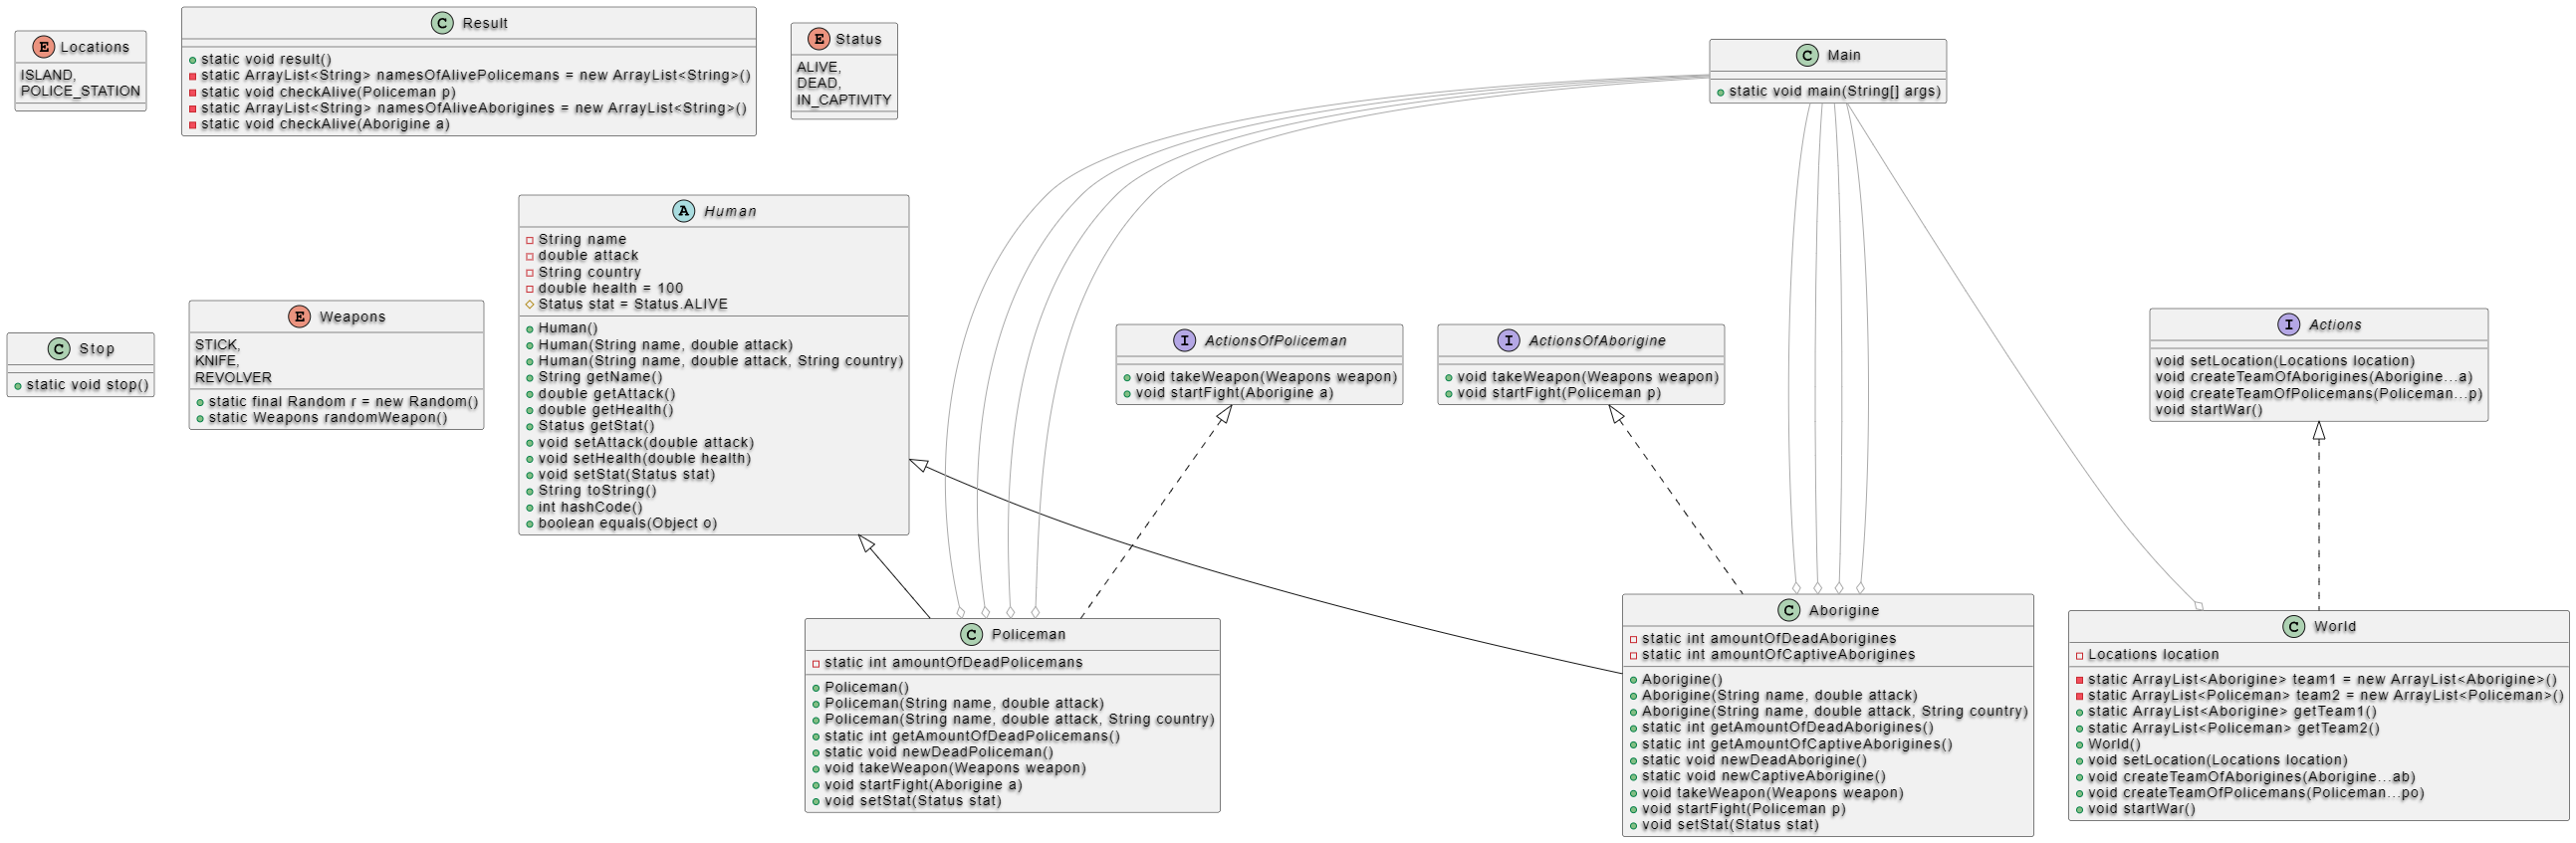 E Locations
ISLAND,
POLICE_STATION
C Result
static void result()
static ArrayList<String> namesOfAlivePolicemans = new ArrayList<String>()
static void checkAlive(Policeman p)
static ArrayList<String> namesOfAliveAborigines = new ArrayList<String>()
static void checkAlive(Aborigine a)
E Status
ALIVE,
DEAD,
IN_CAPTIVITY
C Main
static void main(String[] args)
C Stop
static void stop()
E Weapons
STICK,
KNIFE,
REVOLVER
static final Random r = new Random()
static Weapons randomWeapon()
A Human
String name
double attack
String country
double health = 100
Status stat = Status.ALIVE
Human()
Human(String name, double attack)
Human(String name, double attack, String country)
String getName()
double getAttack()
double getHealth()
Status getStat()
void setAttack(double attack)
void setHealth(double health)
void setStat(Status stat)
String toString()
int hashCode()
boolean equals(Object o)
I ActionsOfPoliceman
void takeWeapon(Weapons weapon)
void startFight(Aborigine a)
I ActionsOfAborigine
void takeWeapon(Weapons weapon)
void startFight(Policeman p)
I Actions
void setLocation(Locations location)
void createTeamOfAborigines(Aborigine...a)
void createTeamOfPolicemans(Policeman...p)
void startWar()
C Policeman
static int amountOfDeadPolicemans
Policeman()
Policeman(String name, double attack)
Policeman(String name, double attack, String country)
static int getAmountOfDeadPolicemans()
static void newDeadPoliceman()
void takeWeapon(Weapons weapon)
void startFight(Aborigine a)
void setStat(Status stat)
C Aborigine
static int amountOfDeadAborigines
static int amountOfCaptiveAborigines
Aborigine()
Aborigine(String name, double attack)
Aborigine(String name, double attack, String country)
static int getAmountOfDeadAborigines()
static int getAmountOfCaptiveAborigines()
static void newDeadAborigine()
static void newCaptiveAborigine()
void takeWeapon(Weapons weapon)
void startFight(Policeman p)
void setStat(Status stat)
C World
Locations location
static ArrayList<Aborigine> team1 = new ArrayList<Aborigine>()
static ArrayList<Policeman> team2 = new ArrayList<Policeman>()
static ArrayList<Aborigine> getTeam1()
static ArrayList<Policeman> getTeam2()
World()
void setLocation(Locations location)
void createTeamOfAborigines(Aborigine...ab)
void createTeamOfPolicemans(Policeman...po)
void startWar()